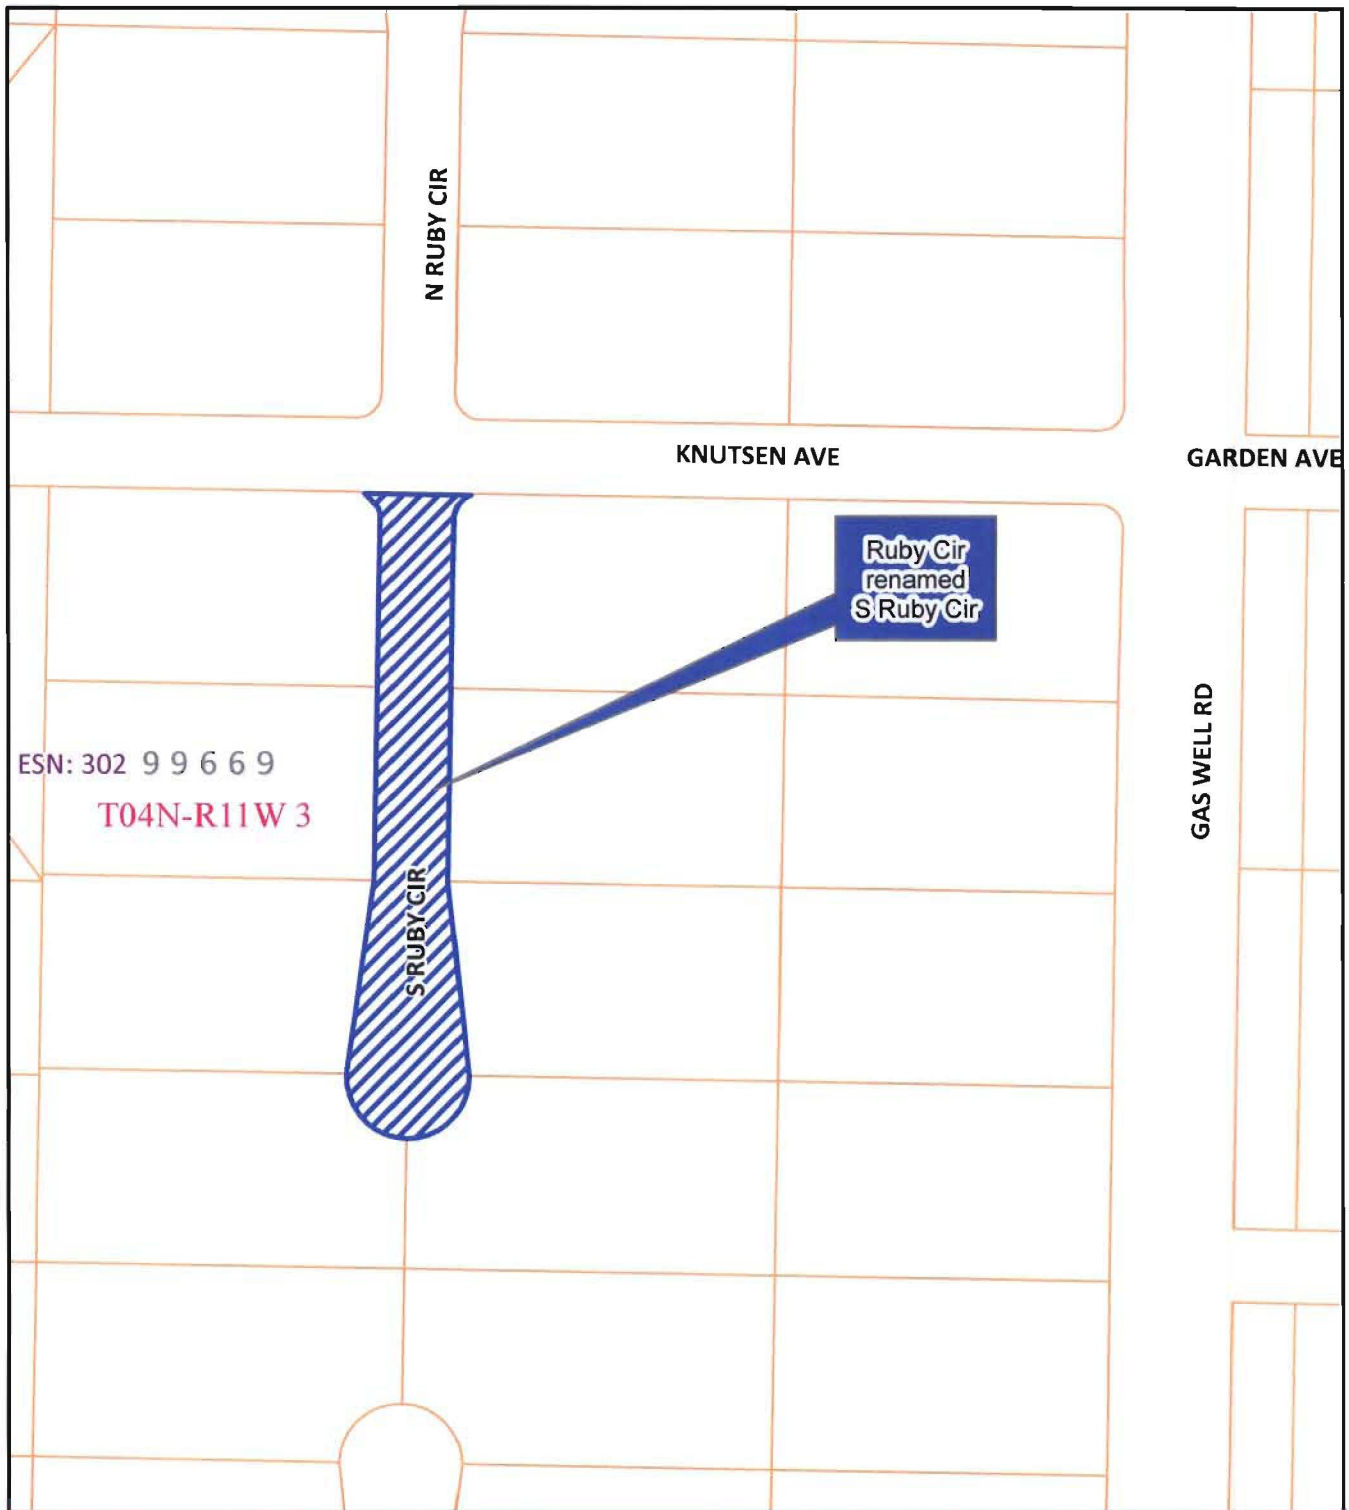 N RUBY CIR
KNUTSEN AVE
GARDEN AVE
Ruby Cir
renamed
S Ruby Cir
GAS WELL RD
ESN: 302 99669
T04N-R11W 3
S RUBY CIR